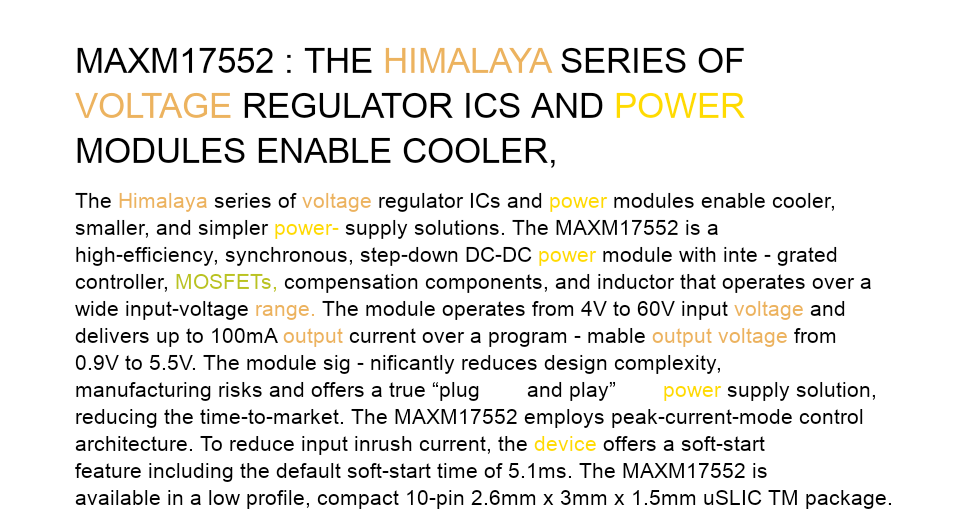 MAXM17552 : THE HIMALAYA SERIES OF
VOLTAGE REGULATOR ICS AND POWER
MODULES ENABLE COOLER,
The Himalaya series of voltage regulator ICs and power modules enable cooler,
smaller, and simpler power- supply solutions. The MAXM17552 is a
high-efficiency, synchronous, step-down DC-DC power module with inte - grated
controller, MOSFETs, compensation components, and inductor that operates over a
wide input-voltage range. The module operates from 4V to 60V input voltage and
delivers up to 100mA output current over a program - mable output voltage from
0.9V to 5.5V. The module sig - nificantly reduces design complexity,
manufacturing risks and offers a true “plug and play” power supply solution,
reducing the time-to-market. The MAXM17552 employs peak-current-mode control
architecture. To reduce input inrush current, the device offers a soft-start
feature including the default soft-start time of 5.1ms. The MAXM17552 is
available in a low profile, compact 10-pin 2.6mm x 3mm x 1.5mm uSLIC TM package.